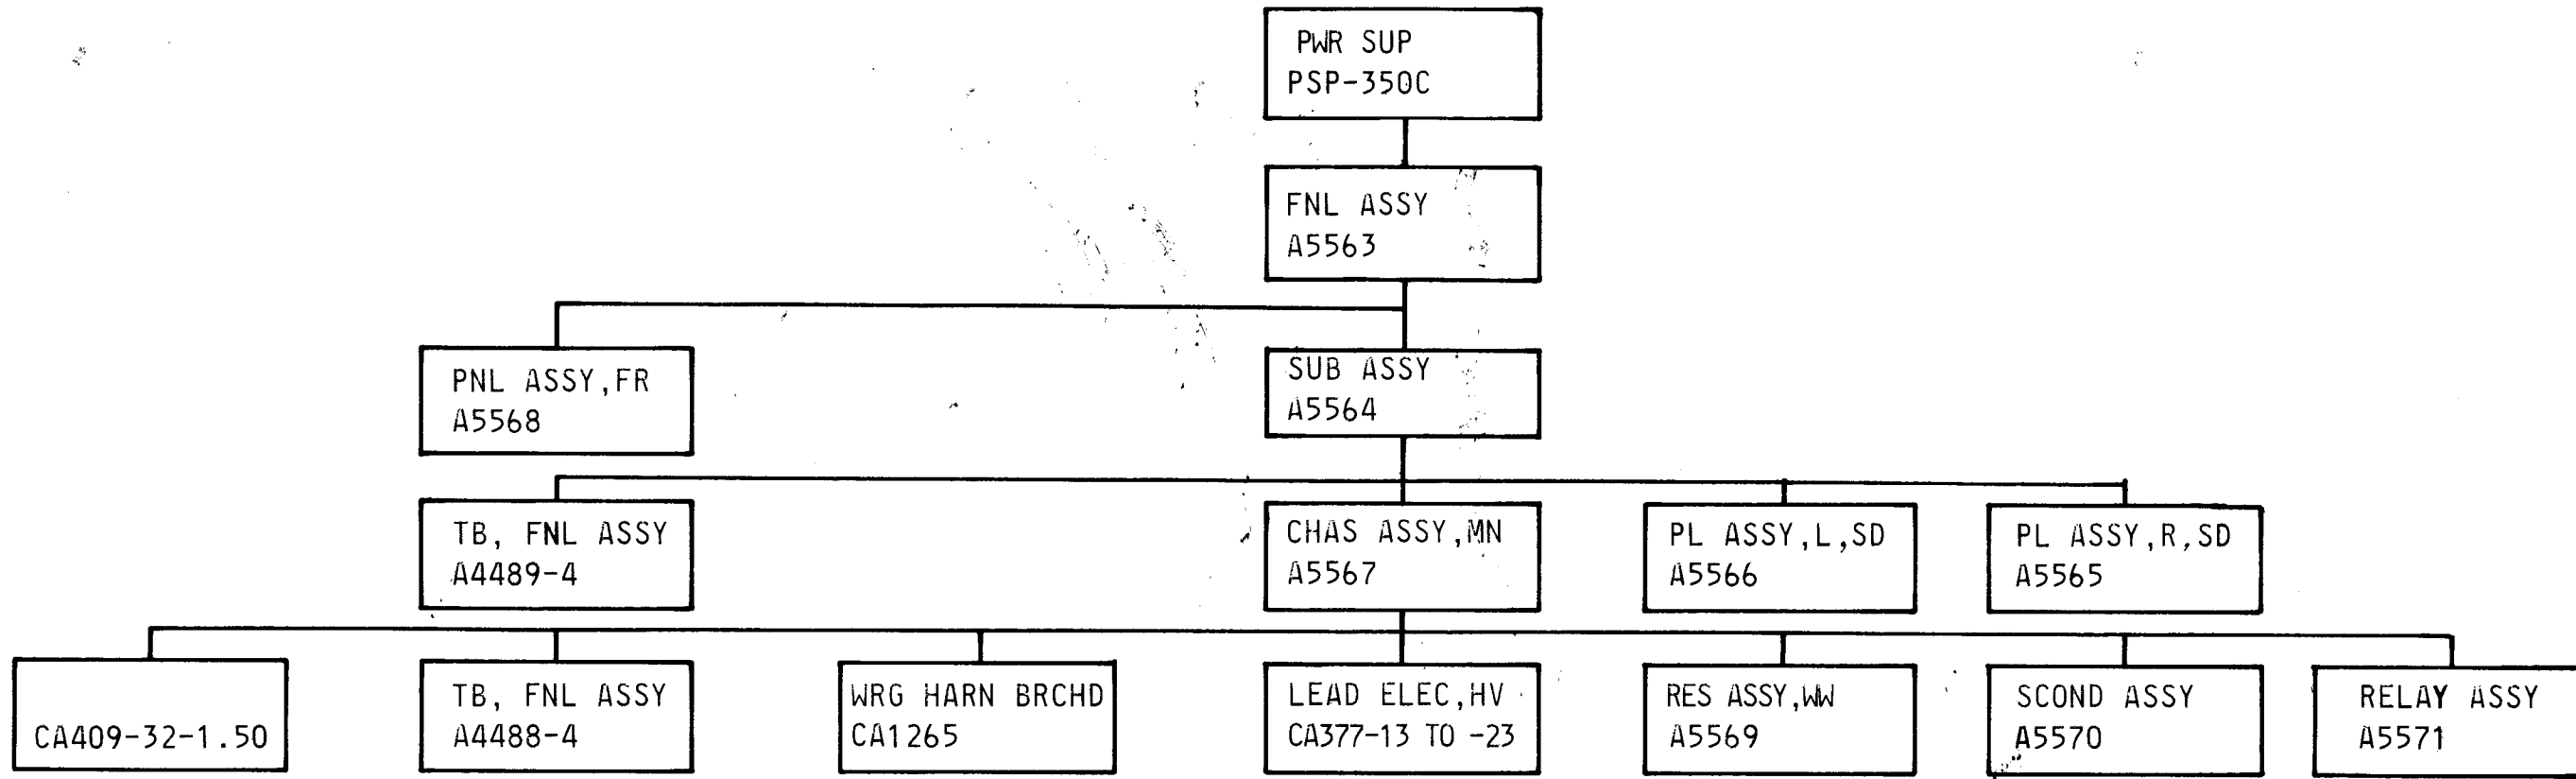 PWR SUP
PSP-350C
FNL ASSY
A5563
PNL ASSY,FR
A5568
SUB ASSY
A5564
TB, FNL ASSY
A4489-4
CHAS ASSY,MN
A5567
PL ASSY,L,SD
A5566
PL ASSY,R,SD
A5565
CA409-32-1.50
TB, FNL ASSY
A4488-4
WRG HARN BRCHD
CA1265
LEAD ELEC,HV
CA377-13 TO -23
RES ASSY,WW
A5569
SCOND ASSY
A5570
RELAY ASSY
A5571